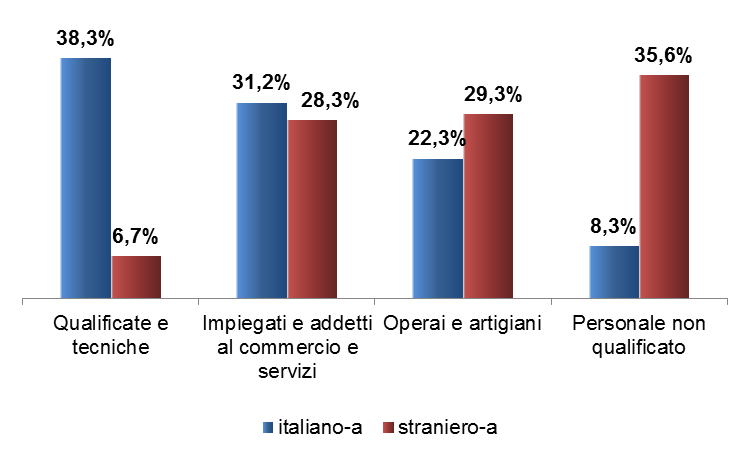 38,3%
6,7%
31,2%
28,3%
22,3%
29,3%
8,3%
35,6%
Qualificate e
tecniche
Impiegati e addetti
al commercio e
servizi
Operai e artigiani
Personale non
qualificato
italiano-a
straniero-a